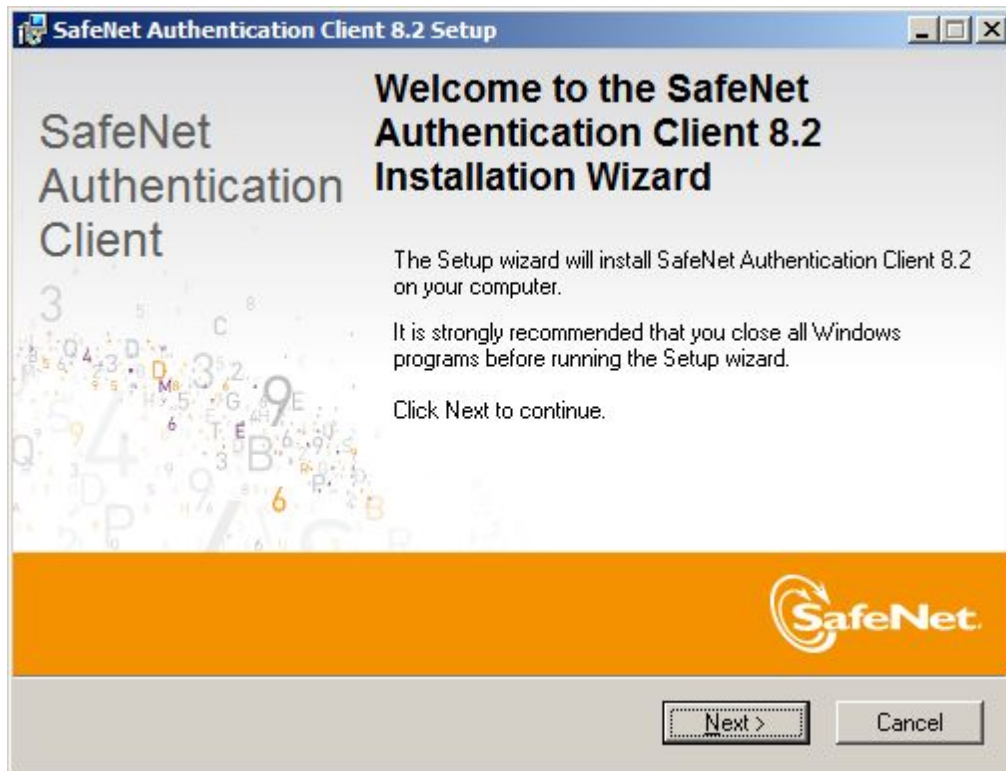 SafeNet Authentication Client 8.2 Setup
SafeNet
Authentication
Client
Welcome to the SafeNet
Authentication Client 8.2
Installation Wizard
The Setup wizard will install SafeNet Authentication Client 8.2
on your computer.
It is strongly recommended that you close all Windows
programs before running the Setup wizard.
Click Next to continue.
SafeNet.
Next >
Cancel